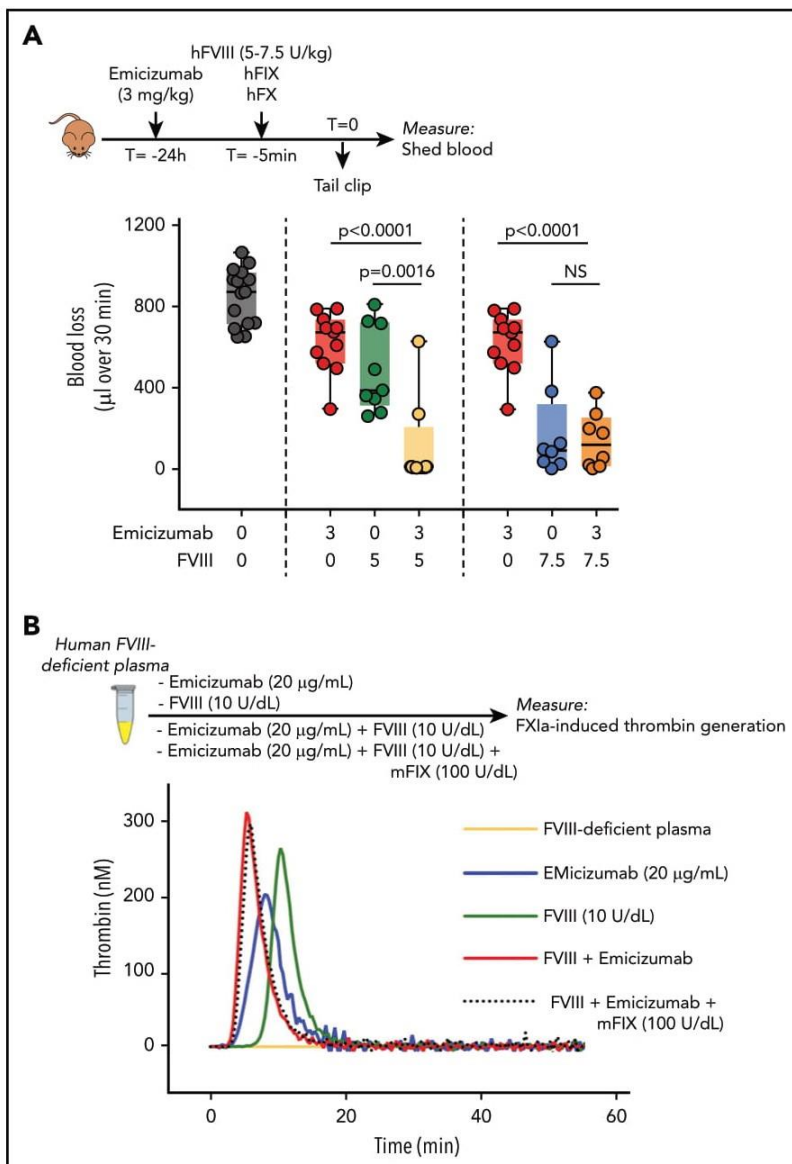 A
hFVIII (5-7.5 U/kg)
Emicizumab hFIX
(3 mg/kg) hFX
T=0
Measure:
Shed blood
T= -24h T= -5min
Tail clip
1200
800
400
0
Blood loss
(µl over 30 min)
p<0.0001
p=0.0016
p<0.0001
NS
Emicizumab 0 3 0 3 3 0 3
FVIII 0 0 5 5 0 7.5 7.5
B
Human FVIII-
deficient plasma
- Emicizumab (20 µg/mL)
- FVIII (10 U/dL)
- Emicizumab (20 µg/mL) + FVIII (10 U/dL)
- Emicizumab (20 µg/mL) + FVIII (10 U/dL) +
mFIX (100 U/dL)
Measure:
FXIa-induced thrombin generation
300
200
100
0
Thrombin (nM)
FVIII-deficient plasma
EMicizumab (20 µg/mL)
FVIII (10 U/dL)
FVIII + Emicizumab
FVIII + Emicizumab +
mFIX (100 U/dL)
0 20 40 60
Time (min)